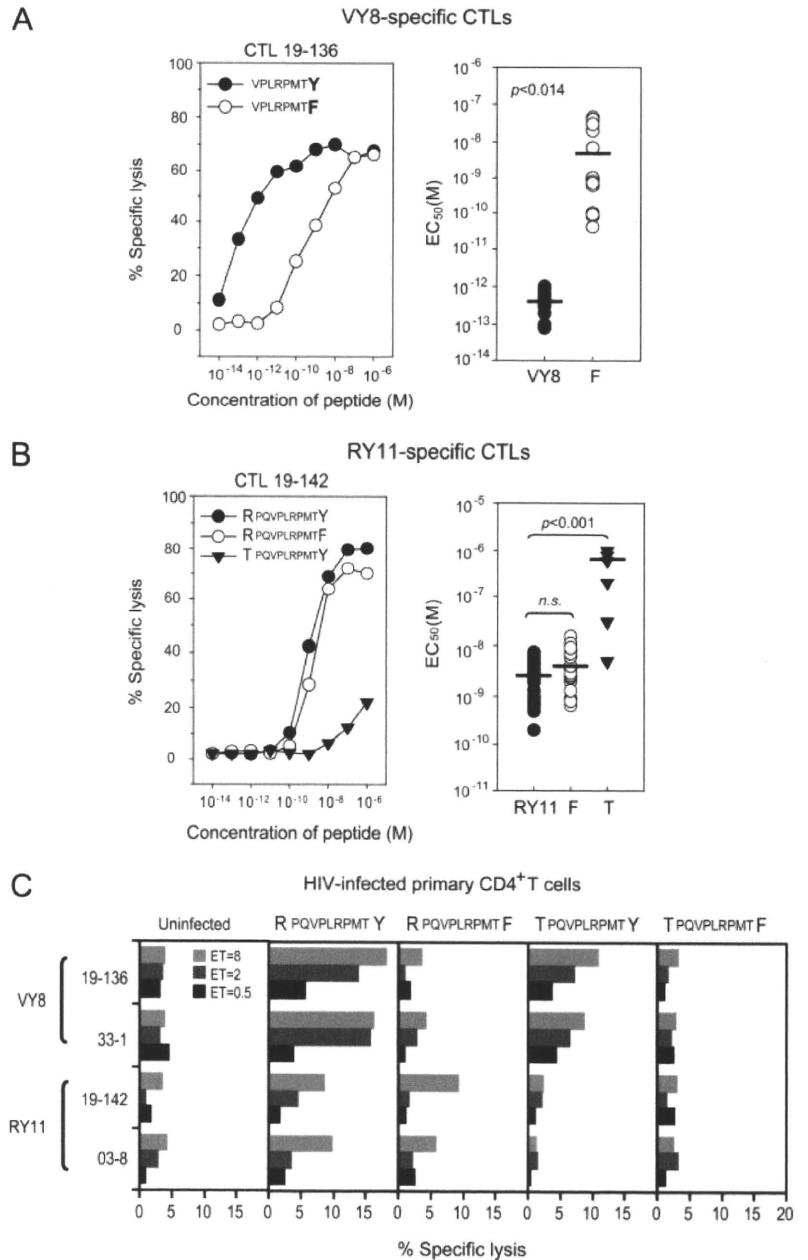 A
VY8-specific CTLs
CTL 19-136
100
80
60
40
20
0
VPLRPMTY
VPLRPMTF
% Specific lysis
10⁻¹⁴ 10⁻¹² 10⁻¹⁰ 10⁻⁸ 10⁻⁶
Concentration of peptide (M)
p<0.014
EC₅₀(M)
10⁻⁶
10⁻⁷
10⁻⁸
10⁻⁹
10⁻¹⁰
10⁻¹¹
10⁻¹²
10⁻¹³
10⁻¹⁴
VY8 F
B
RY11-specific CTLs
CTL 19-142
100
80
60
40
20
0
RPQVPLRPMTY
RPQVPLRPMTF
TPQVPLRPMTY
% Specific lysis
10⁻¹⁴ 10⁻¹² 10⁻¹⁰ 10⁻⁸ 10⁻⁶
Concentration of peptide (M)
p<0.001
n.s.
EC₅₀(M)
10⁻⁵
10⁻⁶
10⁻⁷
10⁻⁸
10⁻⁹
10⁻¹⁰
10⁻¹¹
RY11 F T
C
HIV-infected primary CD4⁺T cells
Uninfected RPQVPLRPMTY RPQVPLRPMTF TPQVPLRPMTY TPQVPLRPMTF
ET=8
ET=2
ET=0.5
VY8
19-136
33-1
RY11
19-142
03-8
0 5 10 15 0 5 10 15 0 5 10 15 0 5 10 15 0 5 10 15 20
% Specific lysis